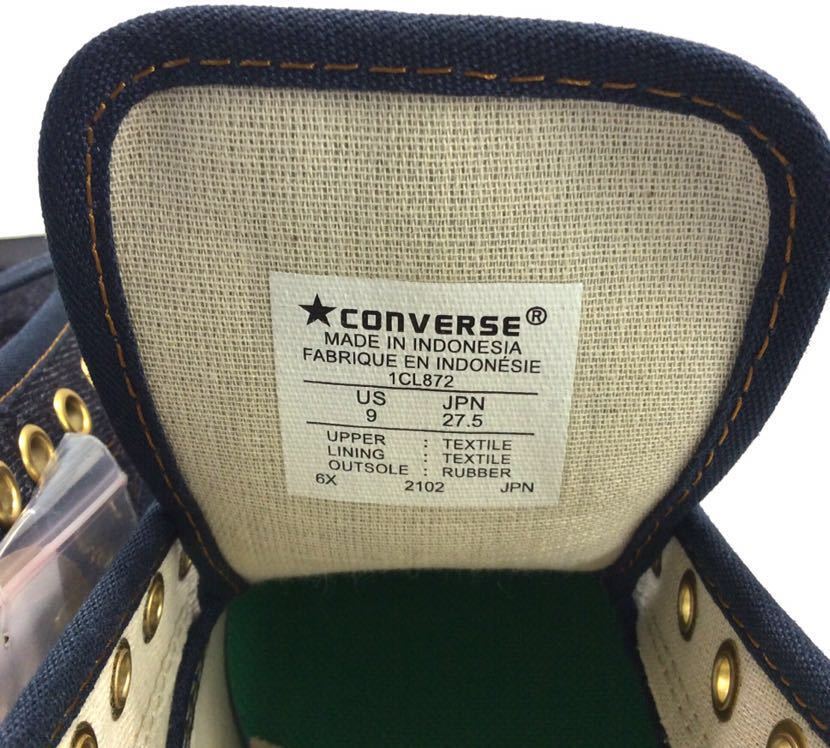 ★CONVERSE®
MADE IN INDONESIA
FABRIQUE EN INDONÉSIE
1CL872
US JPN
9 27.5
UPPER : TEXTILE
LINING : TEXTILE
OUTSOLE : RUBBER
6X 2102 JPN